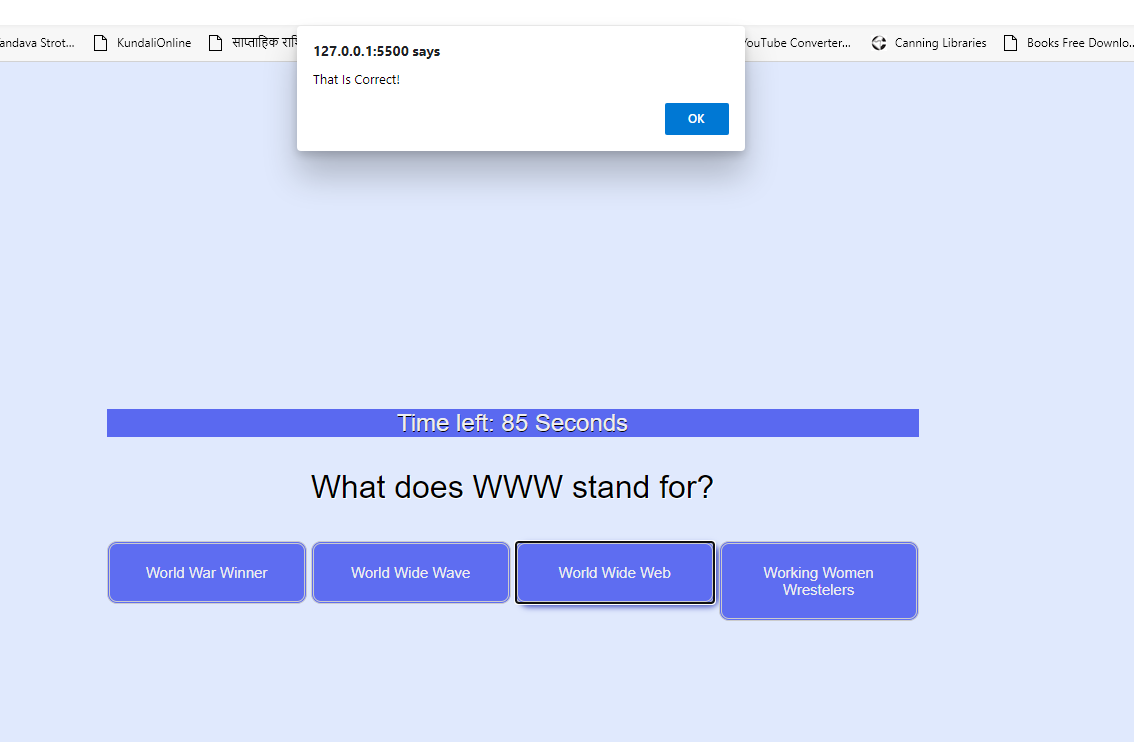 andava Strot... KundaliOnline साप्ताहिक राशि YouTube Converter... Canning Libraries Books Free Downlo...
127.0.0.1:5500 says
That Is Correct!
OK
Time left: 85 Seconds
What does WWW stand for?
World War Winner World Wide Wave World Wide Web Working Women
Wrestelers